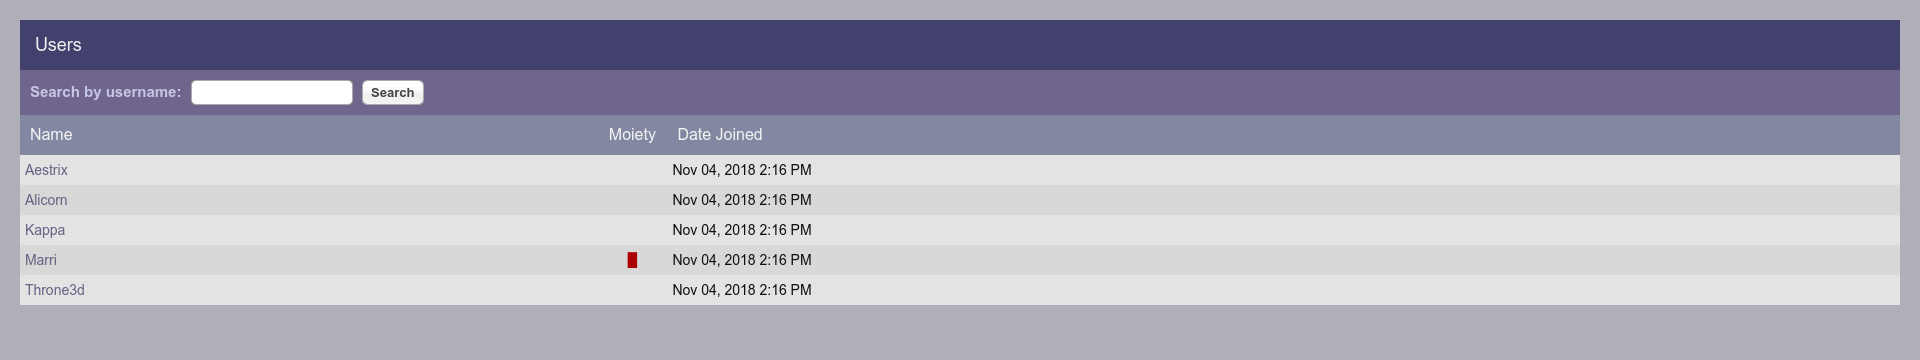 Users
Search by username: Search
Name Moiety Date Joined
Aestrix Nov 04, 2018 2:16 PM
Alicorn Nov 04, 2018 2:16 PM
Kappa Nov 04, 2018 2:16 PM
Marri Nov 04, 2018 2:16 PM
Throne3d Nov 04, 2018 2:16 PM